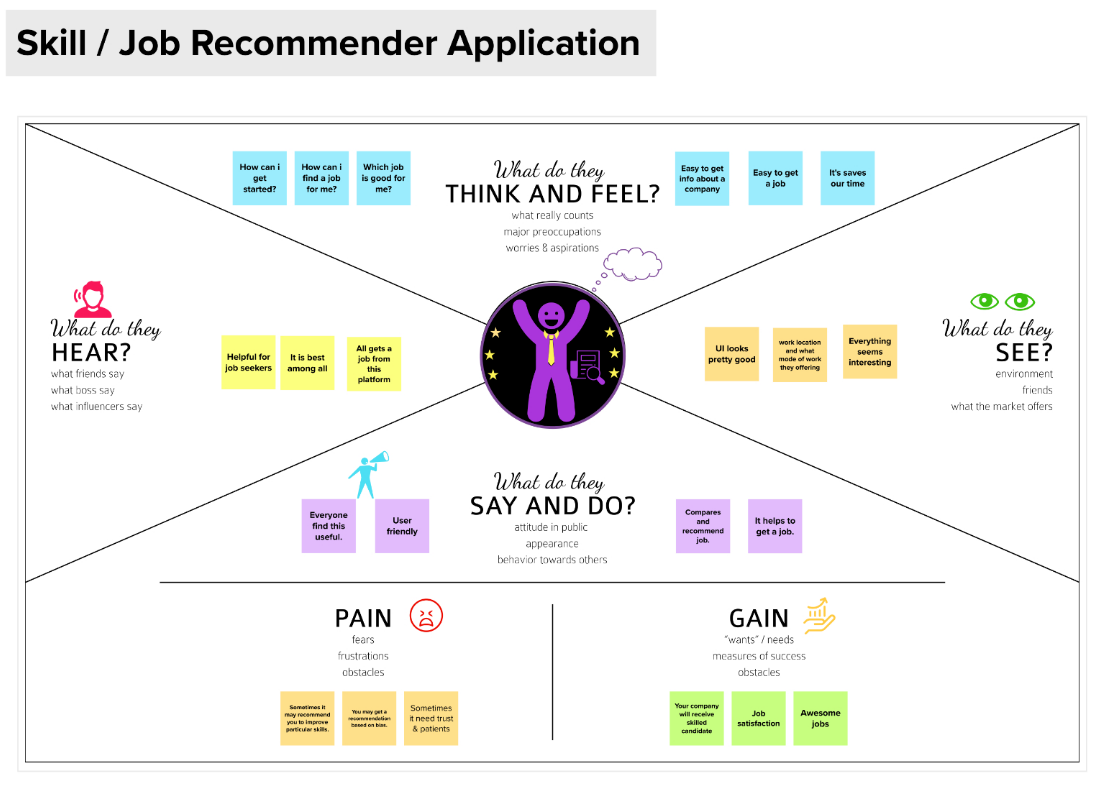 Skill / Job Recommender Application
How can i
get
started?
How can i
find a job
for me?
Which job
is good for
me?
What do they
THINK AND FEEL?
what really counts
major preoccupations
worries & aspirations
Easy to get
info about a
company
Easy to get
a job
It's saves
our time
What do they
HEAR?
what friends say
what boss say
what influencers say
Helpful for
job seekers
It is best
among all
All gets a
job from
this
platform
UI looks
pretty good
work location
and what
mode of work
they offering
Everything
seems
interesting
What do they
SEE?
environment
friends
what the market offers
What do they
SAY AND DO?
attitude in public
appearance
behavior towards others
Everyone
find this
useful.
User
friendly
Compares
and
recommend
job.
It helps to
get a job.
PAIN
fears
frustrations
obstacles
Sometimes it
may recommend
you to improve
particular skills.
You may get a
recommendation
based on bias.
Sometimes
it need trust
& patients
GAIN
"wants" / needs
measures of success
obstacles
Your company
will receive
skilled
candidate
Job
satisfaction
Awesome
jobs